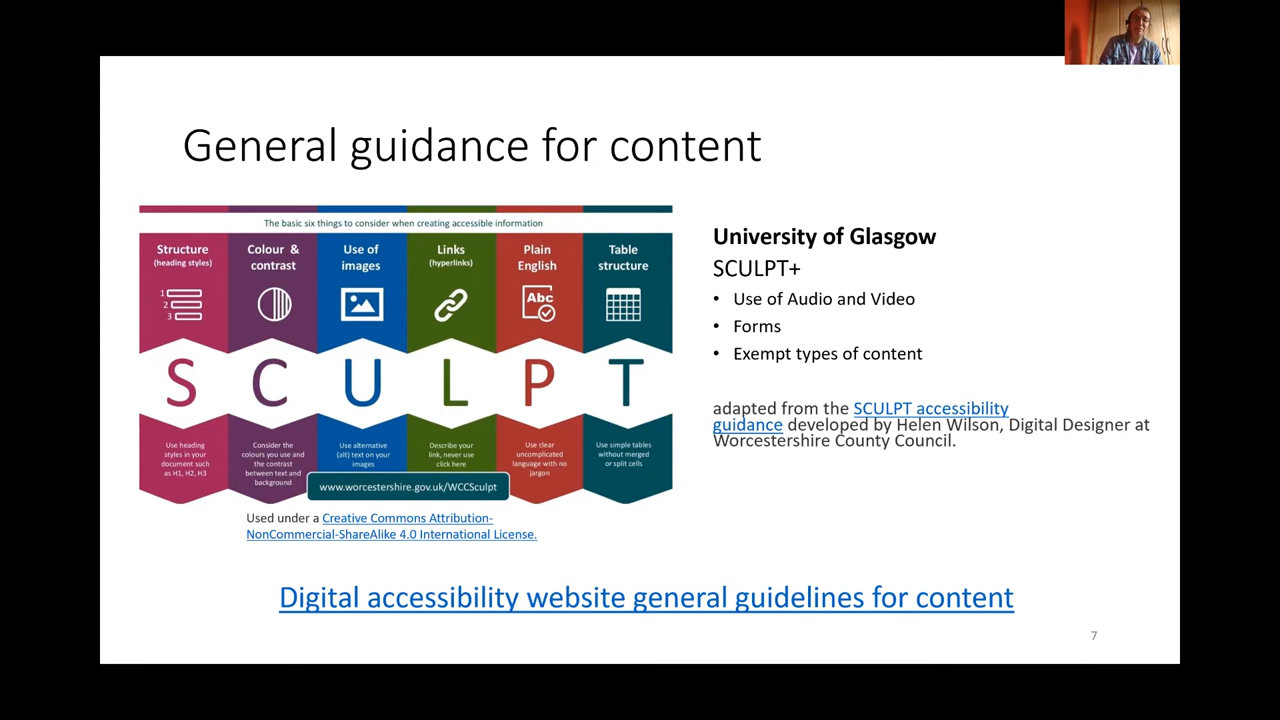 General guidance for content
The basic six things to consider when creating accessible information
Structure
(heading styles)
1
2
3
S
Use heading
styles in your
document such
as H1, H2, H3
Colour &
contrast
C
Consider the
colours you use and
the contrast
between text and
background
Use of
images
U
Use alternative
(alt) text on your
images
Links
(hyperlinks)
L
Describe your
link, never use
click here
Plain
English
Abc
P
Use clear
uncomplicated
language with no
jargon
Table
structure
T
Use simple tables
without merged
or split cells
www.worcestershire.gov.uk/WCCSculpt
Used under a Creative Commons Attribution-
NonCommercial-ShareAlike 4.0 International License.
University of Glasgow
SCULPT+
• Use of Audio and Video
• Forms
• Exempt types of content
adapted from the SCULPT accessibility
guidance developed by Helen Wilson, Digital Designer at
Worcestershire County Council.
Digital accessibility website general guidelines for content
7